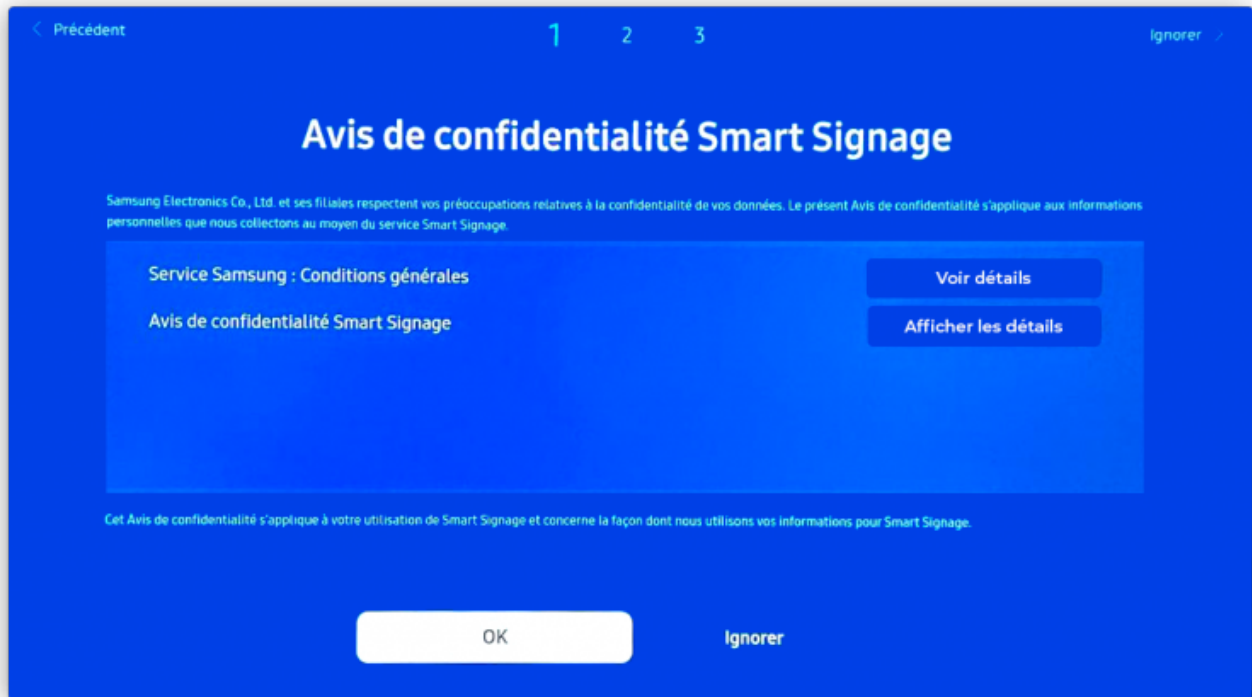 Précédent
1 2 3
Ignorer
Avis de confidentialité Smart Signage
Samsung Electronics Co., Ltd. et ses filiales respectent vos préoccupations relatives à la confidentialité de vos données. Le présent Avis de confidentialité s'applique aux informations
personnelles que nous collectons au moyen du service Smart Signage.
Service Samsung : Conditions générales
Voir détails
Avis de confidentialité Smart Signage
Afficher les détails
Cet Avis de confidentialité s'applique à votre utilisation de Smart Signage et concerne la façon dont nous utilisons vos informations pour Smart Signage.
OK
Ignorer